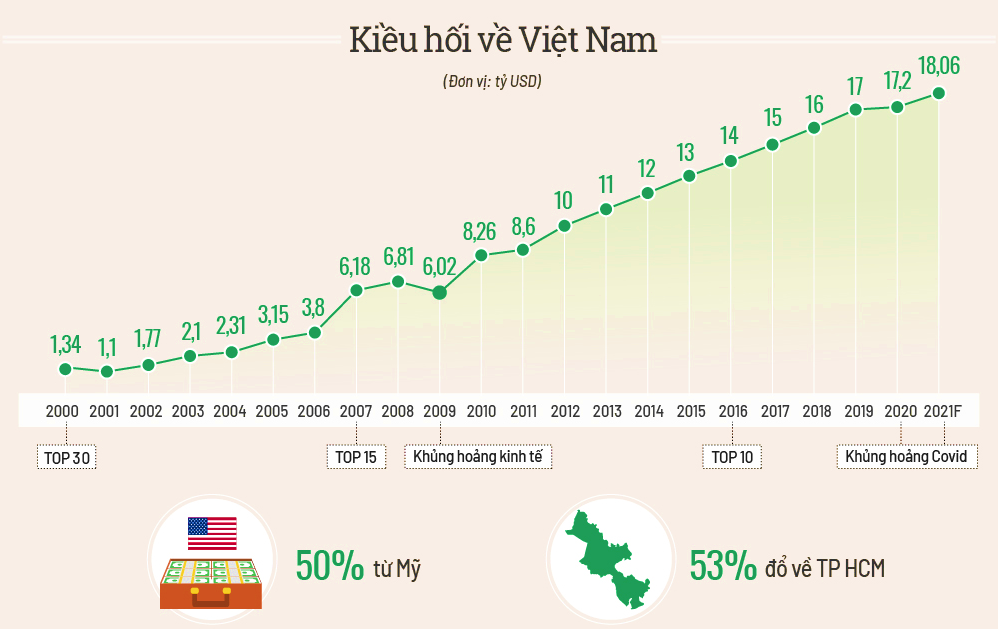 Kiều hối về Việt Nam
(Đơn vị: tỷ USD)
1,34 1,1 1,77 2,1 2,31 3,15 3,8 6,18 6,81 6,02 8,26 8,6 10 11 12 13 14 15 16 17 17,2 18,06
2000 2001 2002 2003 2004 2005 2006 2007 2008 2009 2010 2011 2012 2013 2014 2015 2016 2017 2018 2019 2020 2021F
TOP 30 TOP 15 Khủng hoảng kinh tế TOP 10 Khủng hoảng Covid
50% từ Mỹ 53% đổ về TP HCM